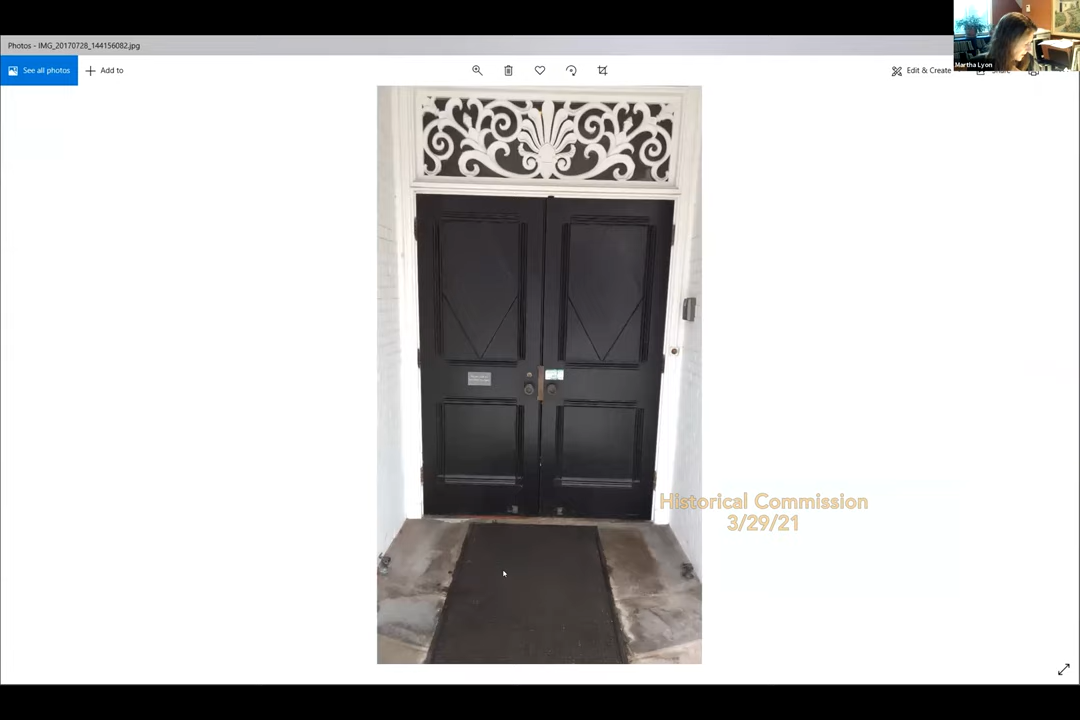 Photos - IMG_20170728_144156082.jpg
See all photos
Add to
Edit & Create
Martha Lyon
Historical Commission
3/29/21